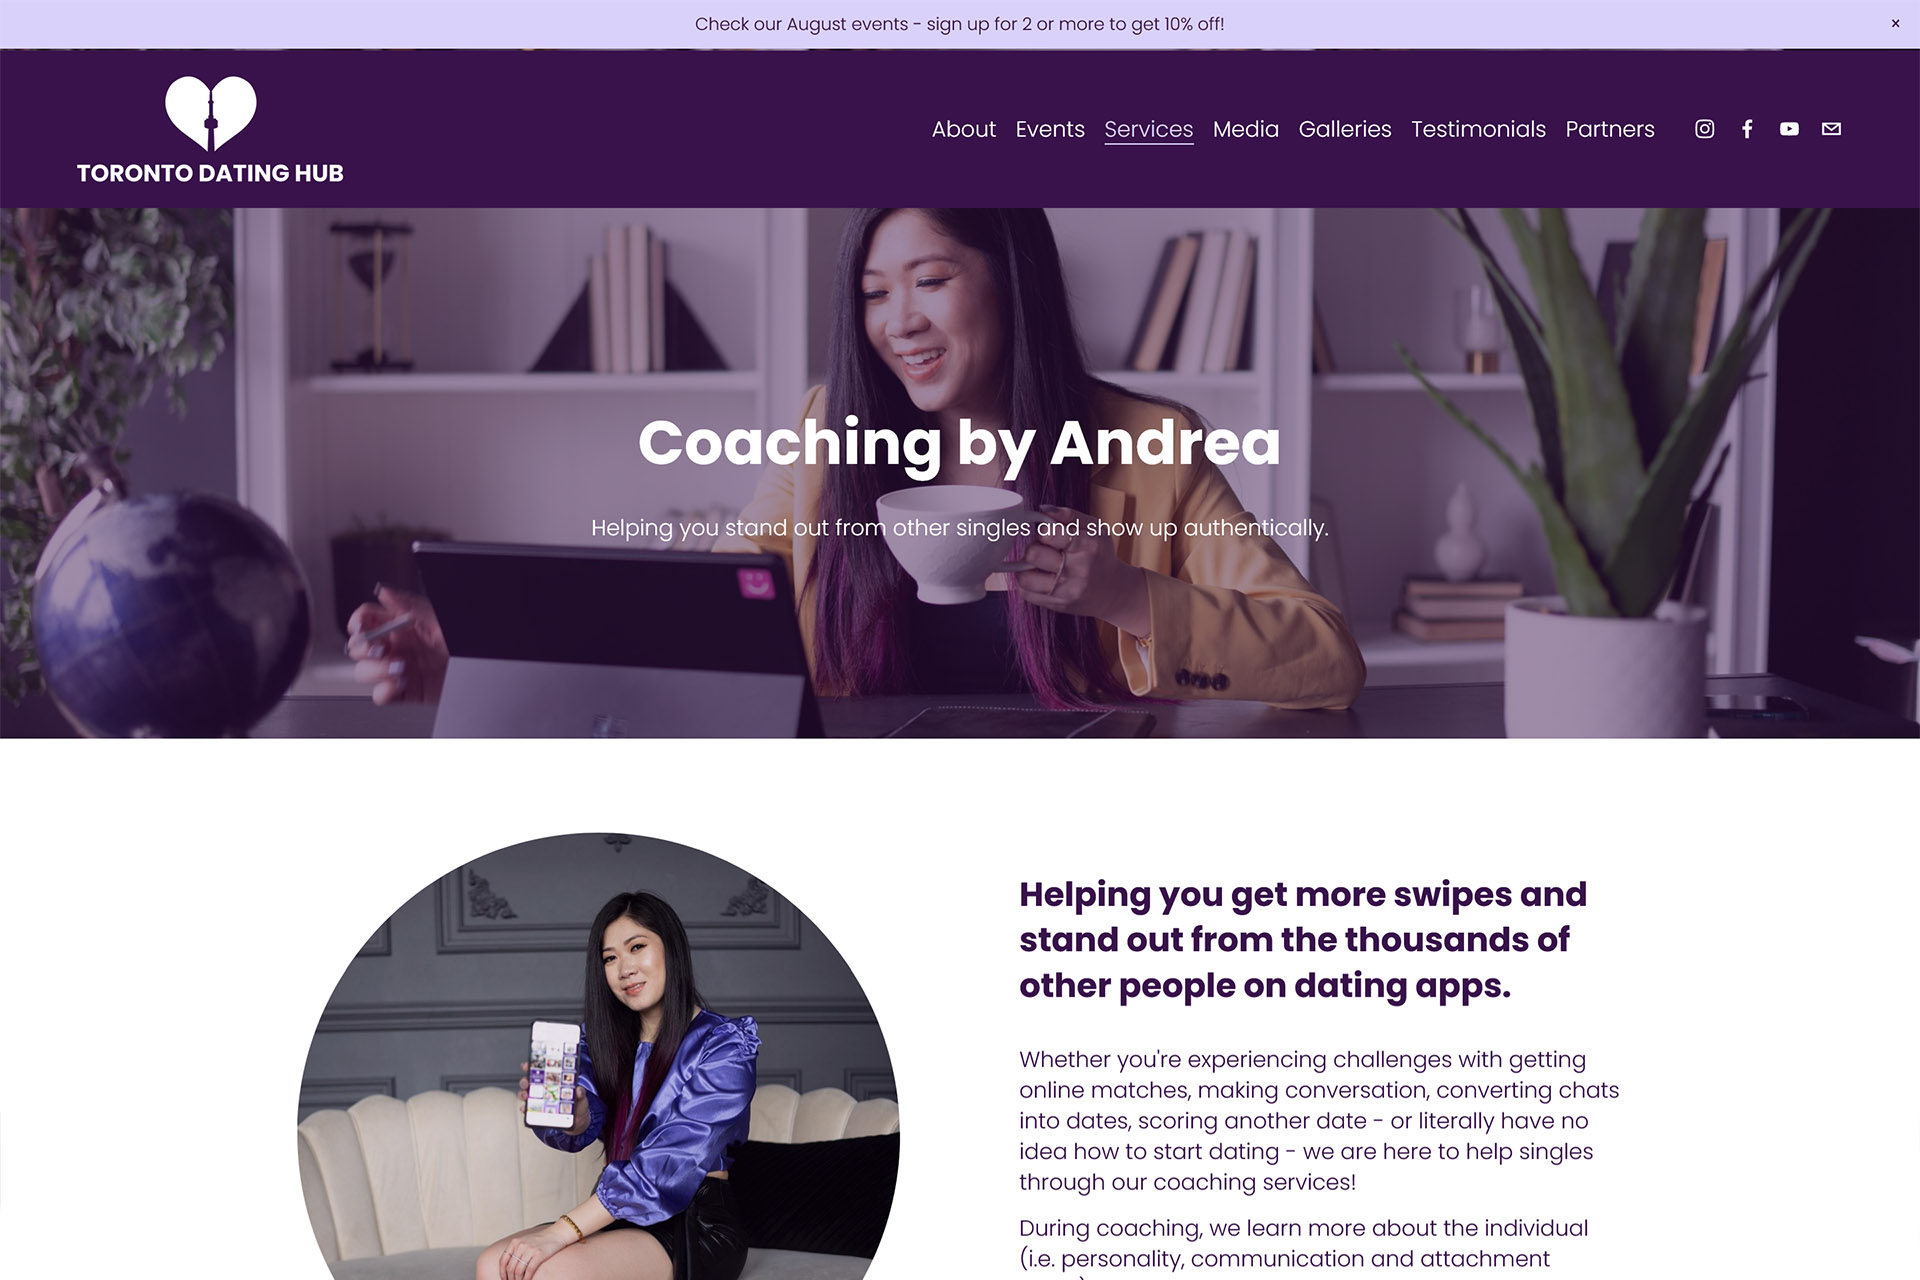 Check our August events - sign up for 2 or more to get 10% off!
×
TORONTO DATING HUB
About Events Services Media Galleries Testimonials Partners
Coaching by Andrea
Helping you stand out from other singles and show up authentically.
Helping you get more swipes and
stand out from the thousands of
other people on dating apps.
Whether you're experiencing challenges with getting
online matches, making conversation, converting chats
into dates, scoring another date - or literally have no
idea how to start dating - we are here to help singles
through our coaching services!
During coaching, we learn more about the individual
(i.e. personality, communication and attachment